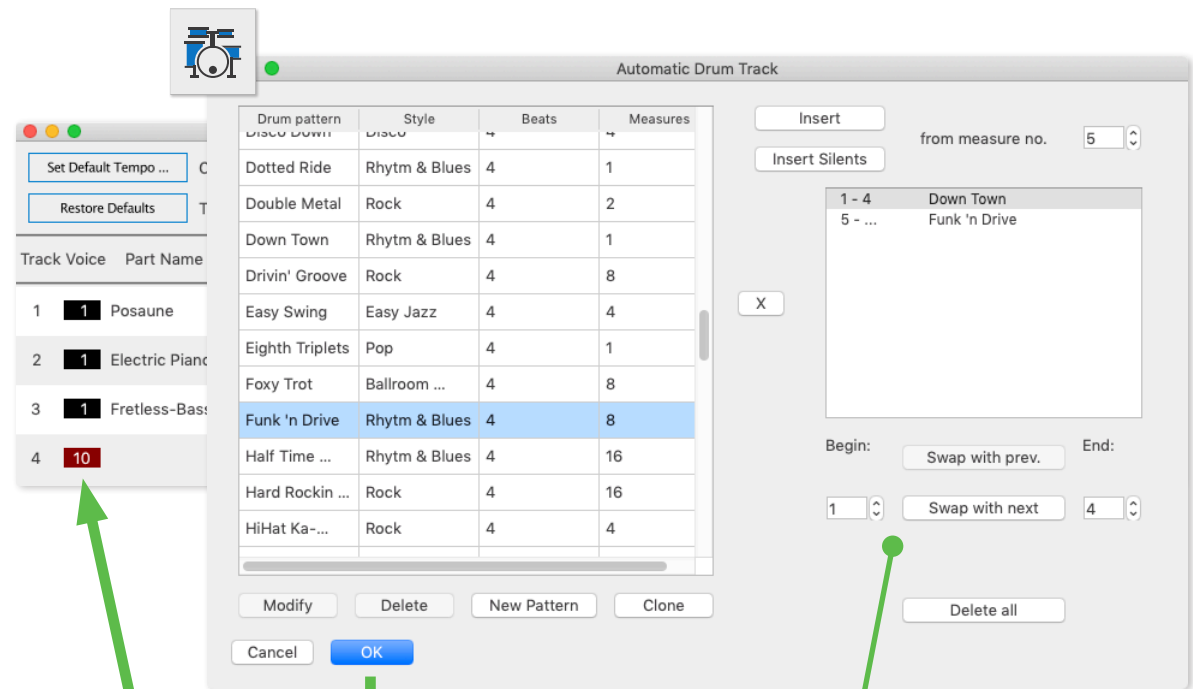 Automatic Drum Track
Set Default Tempo ...
Restore Defaults T
Track Voice Part Name
1 1 Posaune
2 1 Electric Piano
3 1 Fretless-Bass
4 10
Drum pattern Style Beats Measures
Disco Down Disco 4 4
Dotted Ride Rhytm & Blues 4 1
Double Metal Rock 4 2
Down Town Rhytm & Blues 4 1
Drivin' Groove Rock 4 8
Easy Swing Easy Jazz 4 4
Eighth Triplets Pop 4 1
Foxy Trot Ballroom ... 4 8
Funk 'n Drive Rhytm & Blues 4 8
Half Time ... Rhytm & Blues 4 16
Hard Rockin ... Rock 4 16
HiHat Ka-... Rock 4 4
Modify Delete New Pattern Clone
Cancel OK
Insert
Insert Silents
from measure no. 5
X
1 - 4 Down Town
5 - ... Funk 'n Drive
Begin: Swap with prev. End:
1 Swap with next 4
Delete all